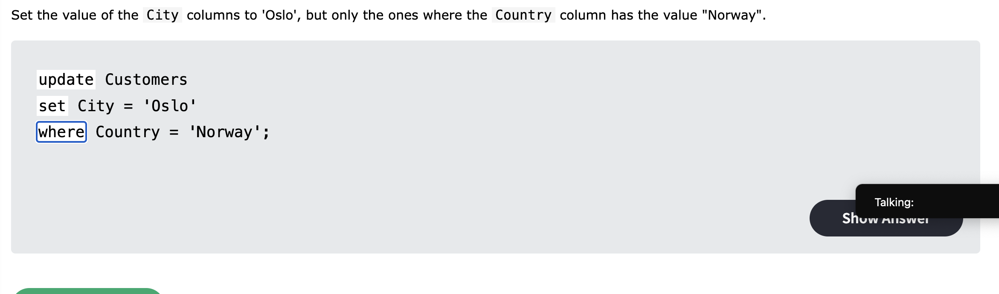 Set the value of the City columns to 'Oslo', but only the ones where the Country column has the value "Norway".
update Customers
set City = 'Oslo'
where Country = 'Norway';
Talking:
Show Answer